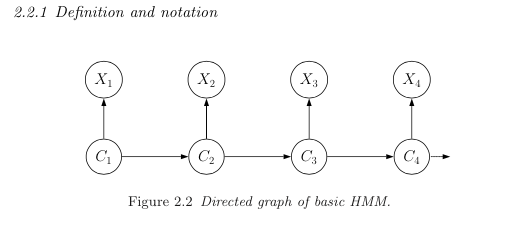 2.2.1 Definition and notation
X₁ X₂ X₃ X₄
C₁ C₂ C₃ C₄
Figure 2.2 Directed graph of basic HMM.